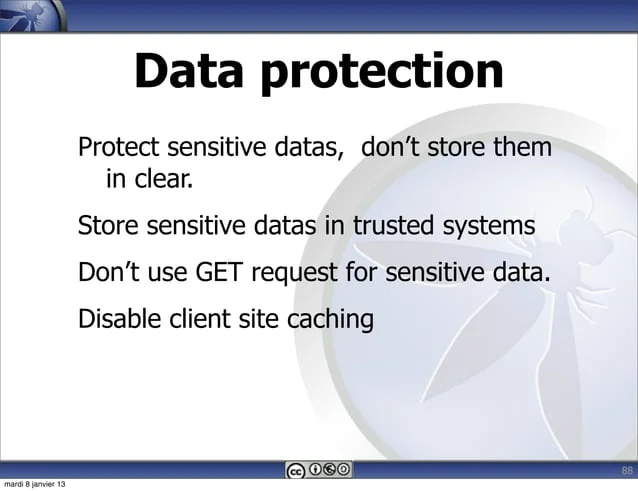 Data protection
Protect sensitive datas,  don’t store them
in clear.
Store sensitive datas in trusted systems
Don’t use GET request for sensitive data.
Disable client site caching
88
mardi 8 janvier 13